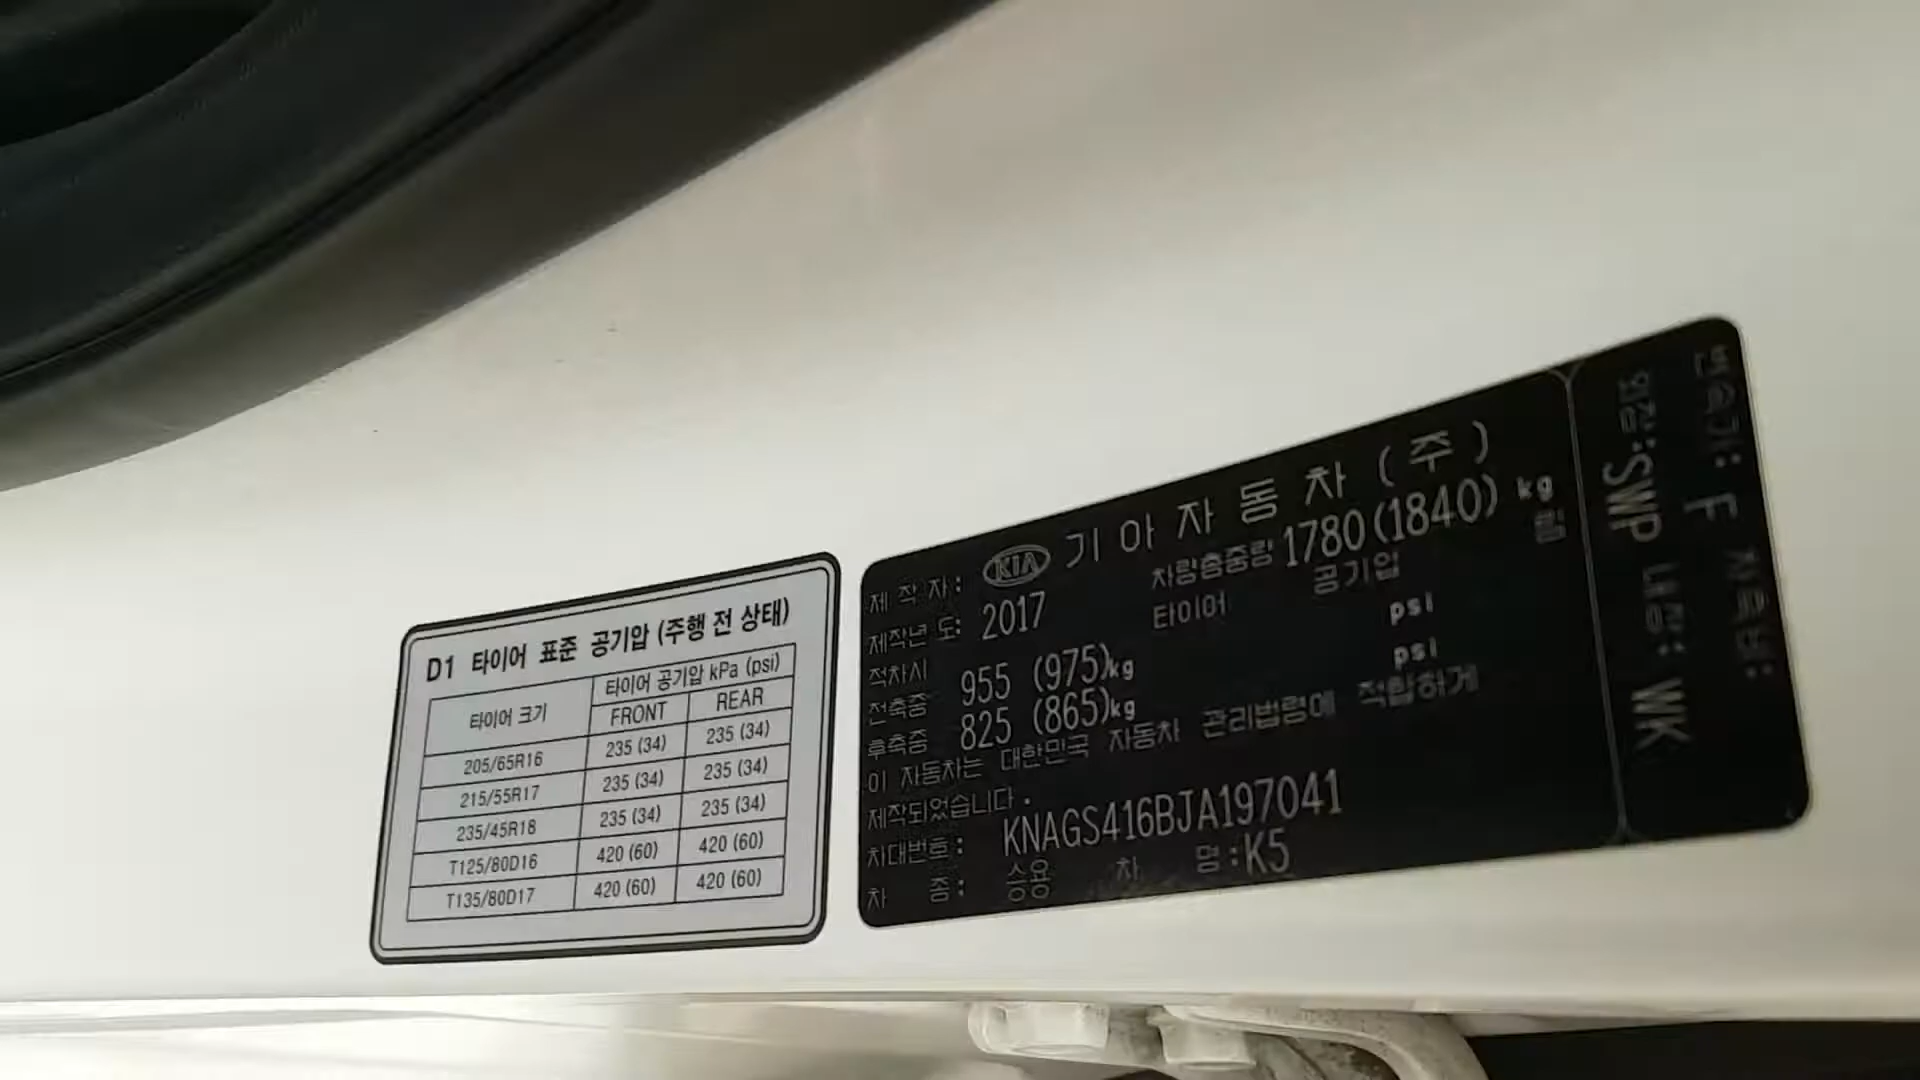 D1 타이어 표준 공기압 (주행 전 상태)
타이어 크기 타이어 공기압 kPa (psi)
FRONT REAR
205/65R16 235 (34) 235 (34)
215/55R17 235 (34) 235 (34)
235/45R18 235 (34) 235 (34)
T125/80D16 420 (60) 420 (60)
T135/80D17 420 (60) 420 (60)
제 작 자 : KIA 기 아 자 동 차 ( 주 )
제작년 도: 2017 차량총중량 1780(1840) kg
적차시 타이어 공기압
전축중 955 (975)kg psi
후축중 825 (865)kg psi
이 자동차는 대한민국 자동차 관리법령에 적합하게
제작되었습니다.
차대번호: KNAGS416BJA197041
차 종: 승용 차 명:K5
변속기: F
외장:SWP 내장: WK